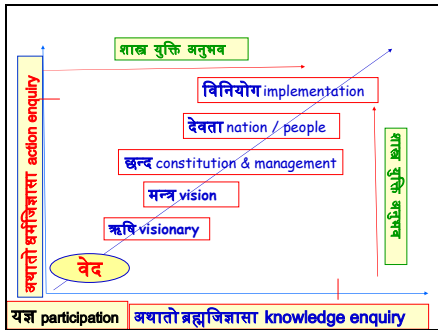 शास्त्र युक्ति अनुभव
विनियोग implementation
देवता nation / people
छन्द constitution & management
मन्त्र vision
ऋषि visionary
वेद
अथातो धर्मजिज्ञासा action enquiry
शास्त्र युक्ति अनुभव
यज्ञ participation
अथातो ब्रह्मजिज्ञासा knowledge enquiry